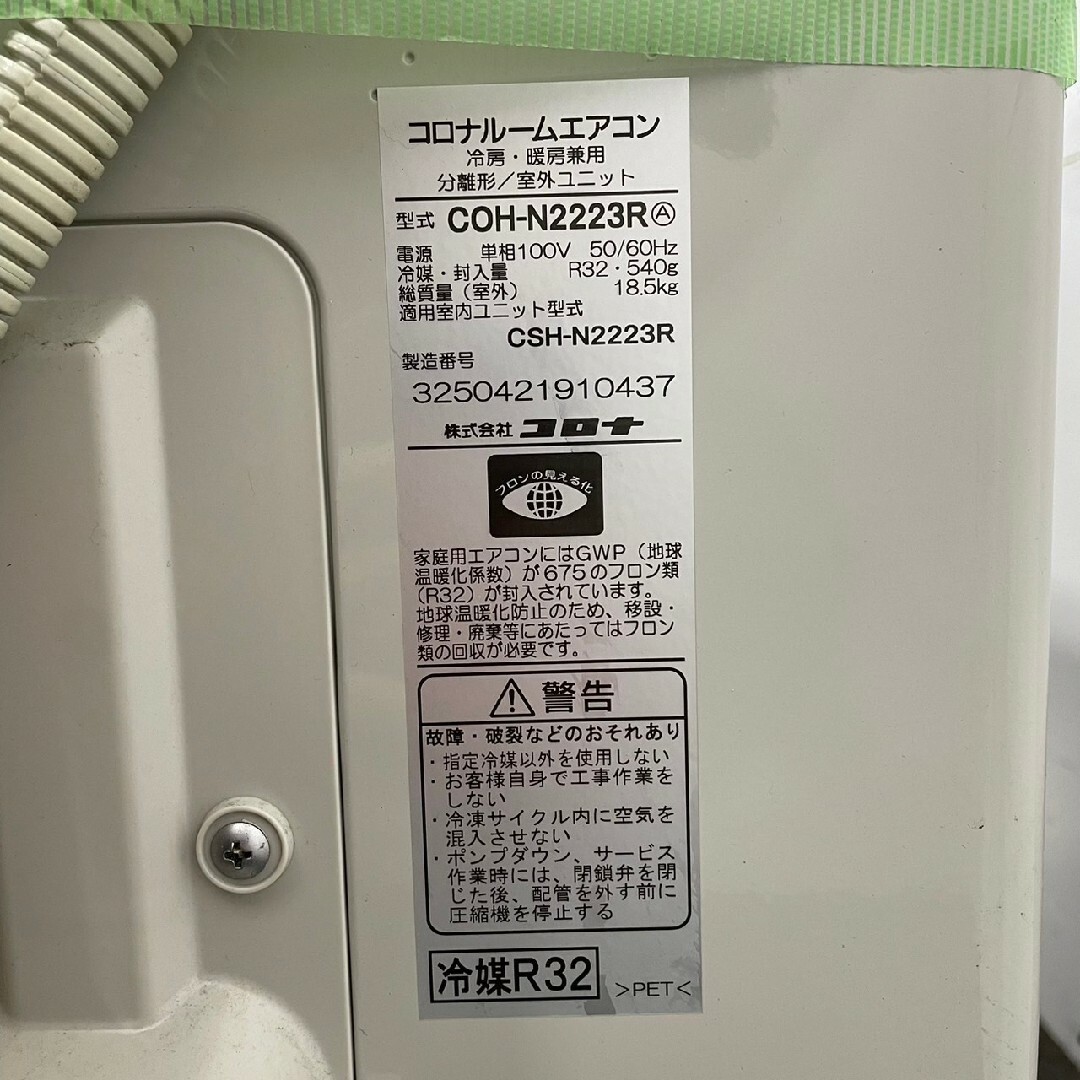 コロナルームエアコン
冷房・暖房兼用
分離形／室外ユニット
型式 COH-N2223RⒶ
電源 単相100V 50/60Hz
冷媒・封入量 R32・540g
総質量（室外） 18.5kg
適用室内ユニット型式
CSH-N2223R
製造番号
3250421910437
株式会社 コロナ
フロンの見える化
家庭用エアコンにはGWP（地球
温暖化係数）が675のフロン類
（R32）が封入されています。
地球温暖化防止のため、移設・
修理・廃棄等にあたってはフロン
類の回収が必要です。
警告
故障・破裂などのおそれあり
・指定冷媒以外を使用しない
・お客様自身で工事作業を
しない
・冷凍サイクル内に空気を
混入させない
・ポンプダウン、サービス
作業時には、閉鎖弁を閉
じた後、配管を外す前に
圧縮機を停止する
冷媒R32 >PET<